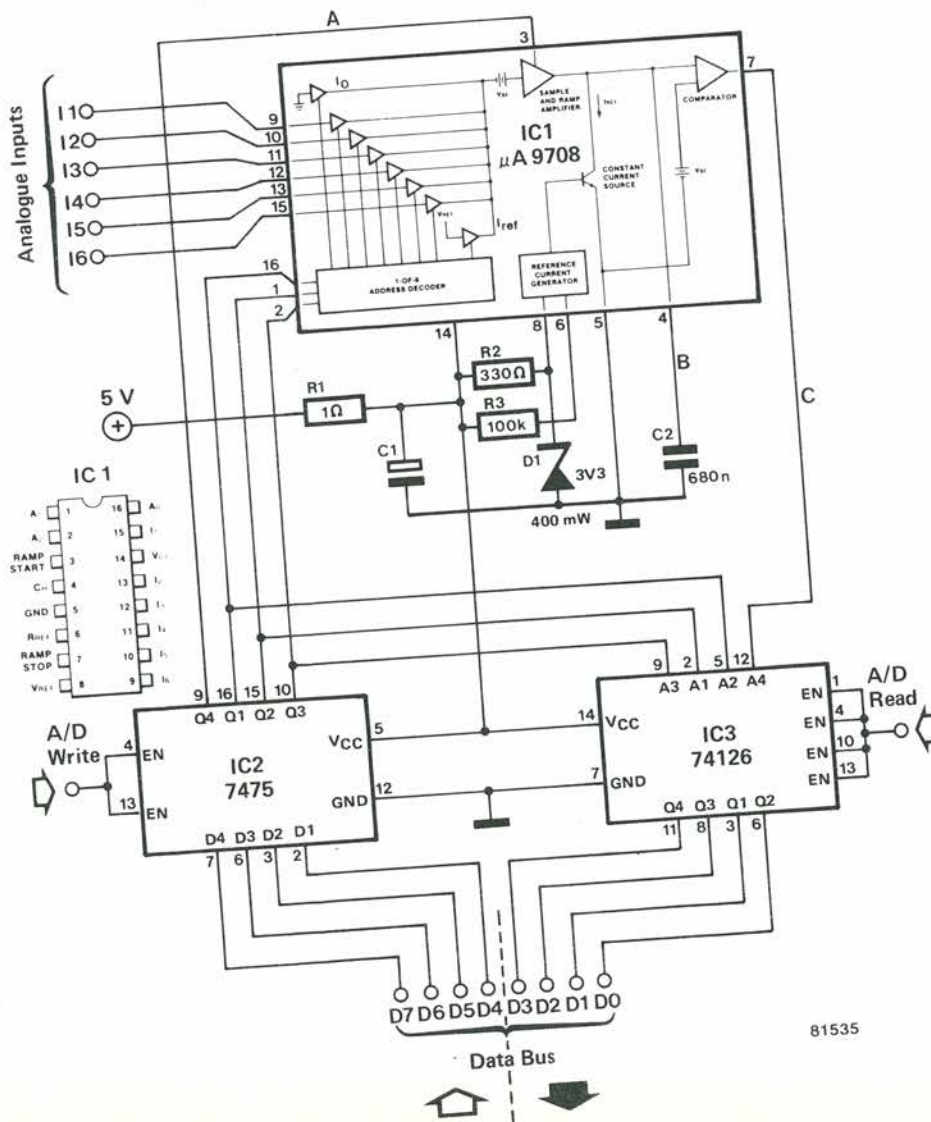 A
3
7
I1
I2
I3
I4
I5
I6
Analogue Inputs
9
10
11
12
13
15
16
1
2
I0
SAMPLE AND RAMP AMPLIFIER
COMPARATOR
IC1
µA 9708
CONSTANT CURRENT SOURCE
VREF
Iref
REFERENCE CURRENT GENERATOR
ADDRESS DECODER
14
8
6
5
4
B
C
5 V
+
R1
1Ω
R2
330Ω
R3
100k
C1
D1
3V3
400 mW
C2
680n
IC 1
1
2
RAMP START
3
4
GND
5
6
RAMP STOP
7
VREF
8
16
15
14
13
12
11
10
9
9
16
15
10
Q4
Q1
Q2
Q3
A/D
Write
4
EN
13
EN
IC2
7475
VCC
5
GND
12
D4
D3
D2
D1
7
6
3
2
9
2
5
12
A3
A1
A2
A4
14
VCC
7
GND
IC3
74126
EN
1
EN
4
EN
10
EN
13
A/D
Read
Q4
Q3
Q1
Q2
11
8
3
6
D7 D6 D5 D4 D3 D2 D1 D0
Data Bus
81535